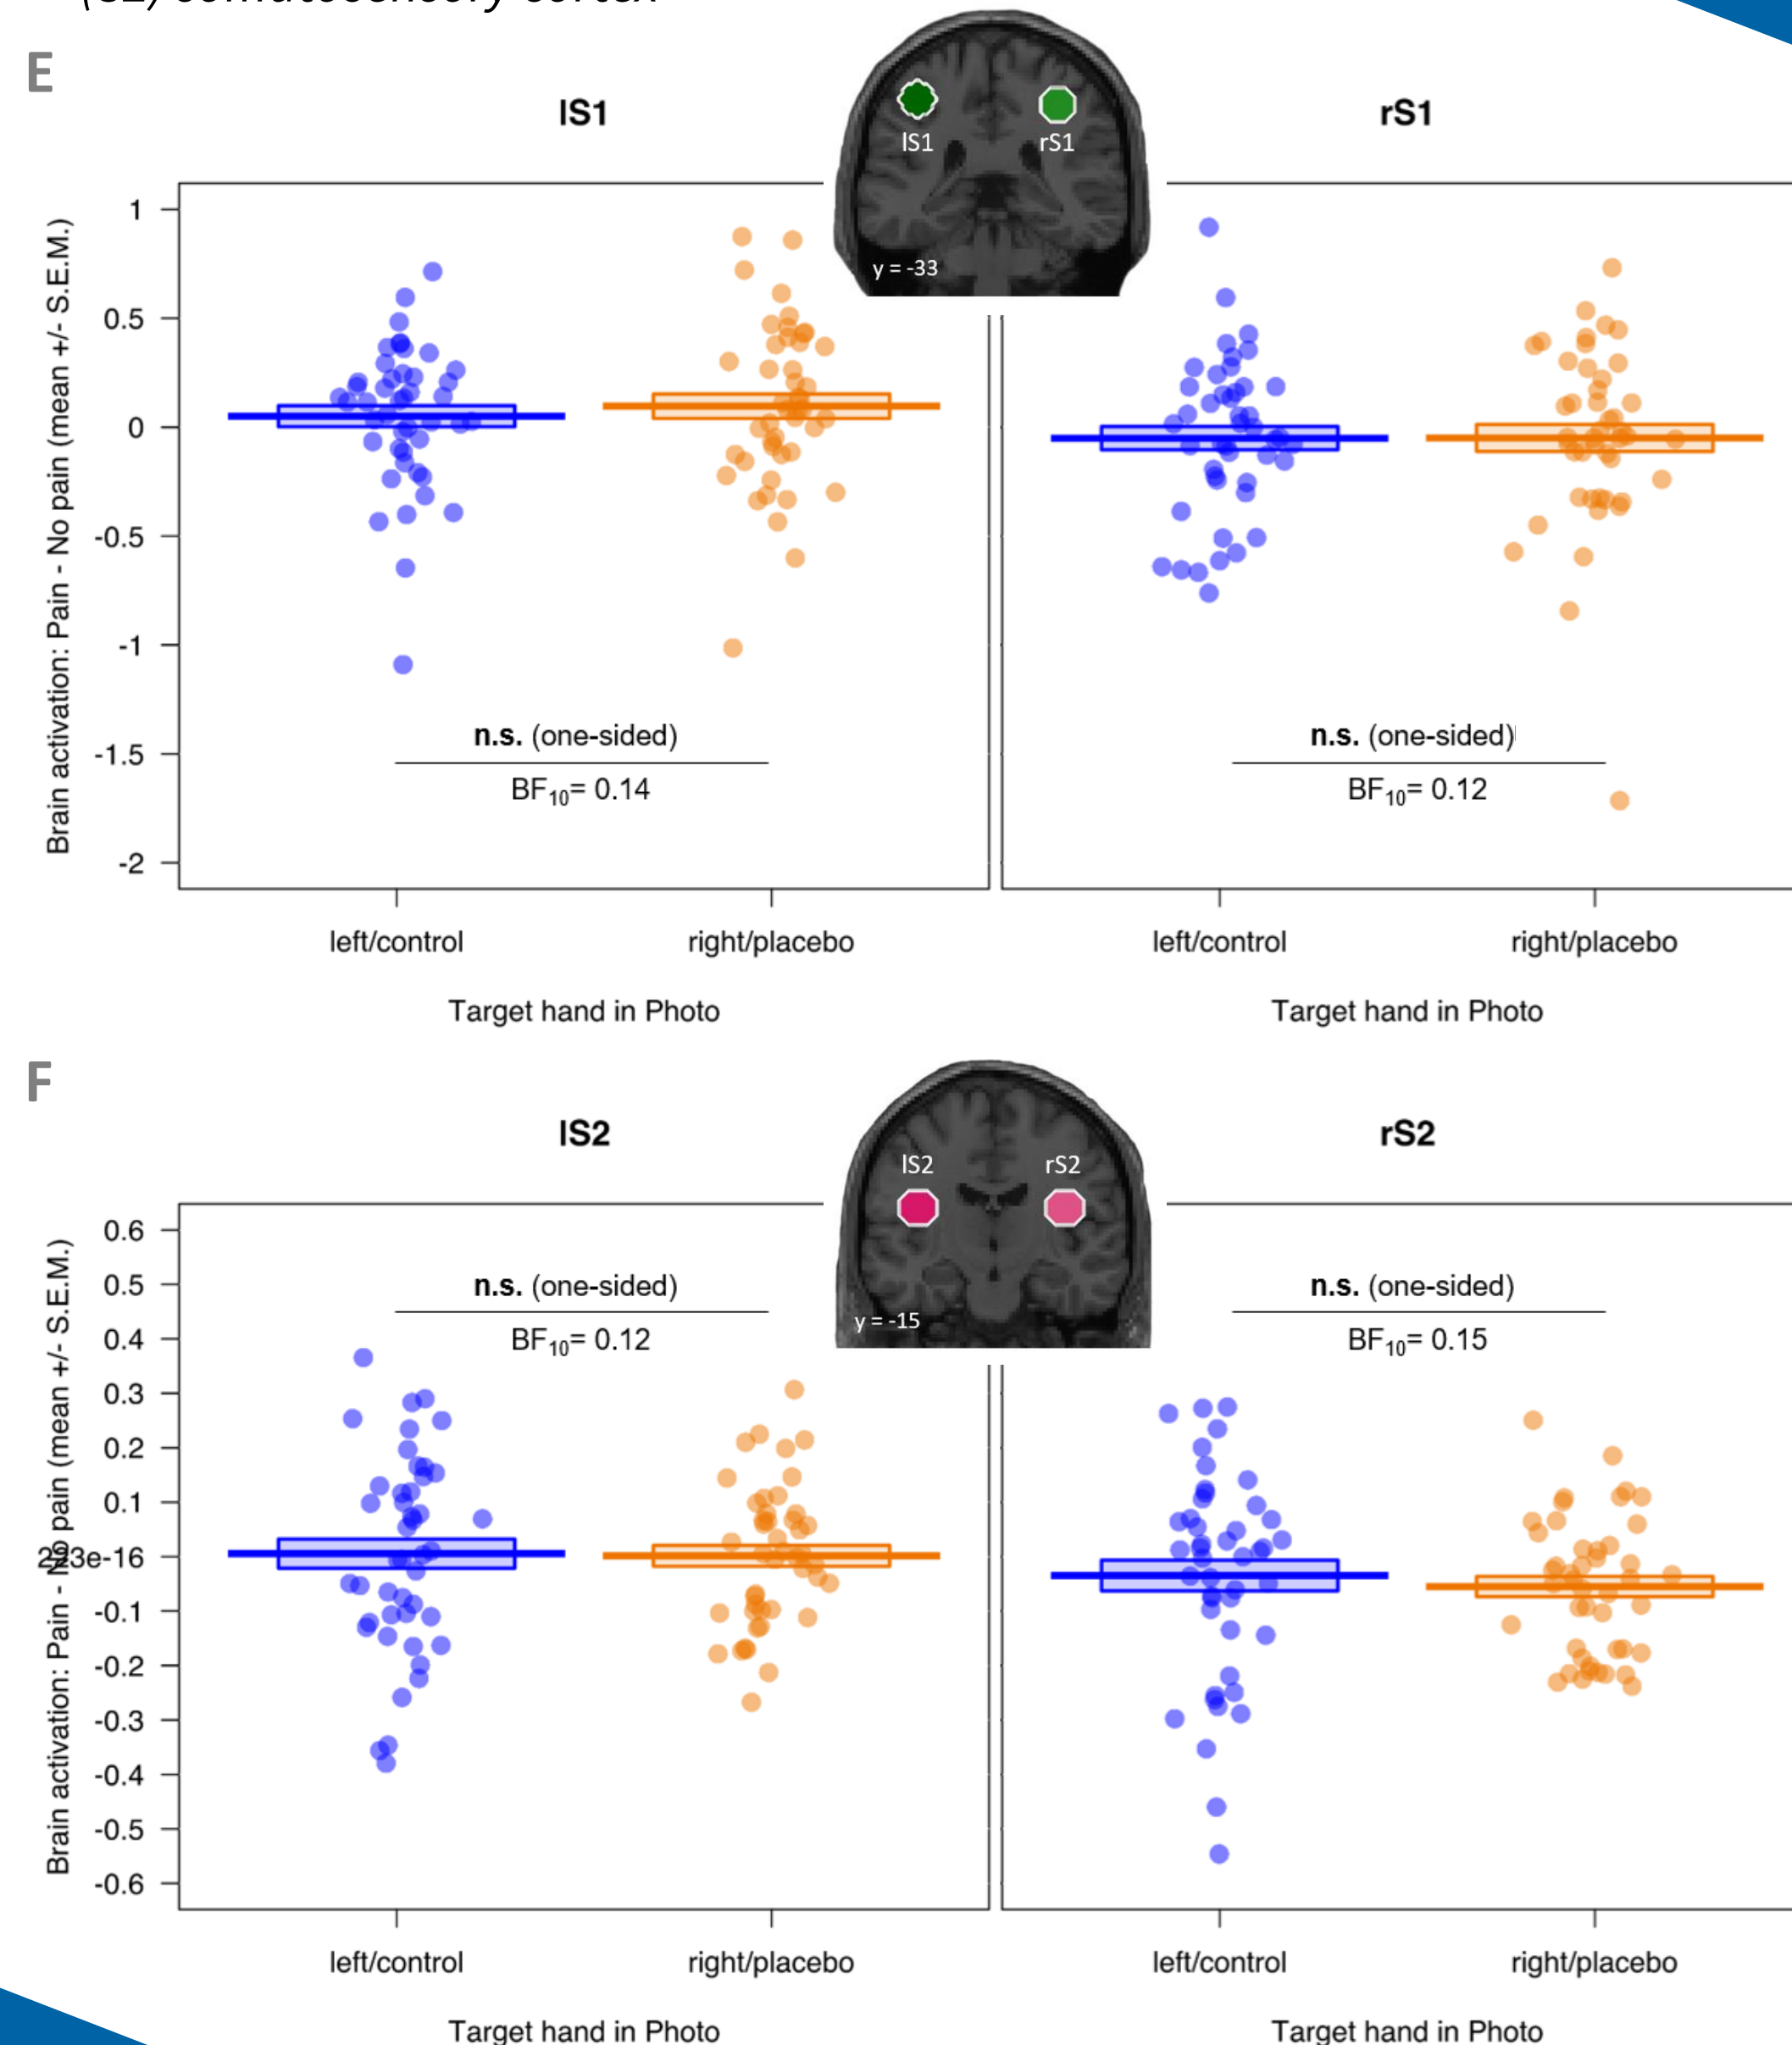 (S2) somatosensory cortex
E
lS1
rS1
lS1
rS1
y = -33
Brain activation: Pain - No pain (mean +/- S.E.M.)
1
0.5
0
-0.5
-1
-1.5
-2
n.s. (one-sided)
BF10= 0.14
n.s. (one-sided)
BF10= 0.12
left/control
right/placebo
left/control
right/placebo
Target hand in Photo
Target hand in Photo
F
lS2
rS2
lS2
rS2
y = -15
Brain activation: Pain - No pain (mean +/- S.E.M.)
0.6
0.5
0.4
0.3
0.2
0.1
-0.1
-0.2
-0.3
-0.4
-0.5
-0.6
n.s. (one-sided)
BF10= 0.12
n.s. (one-sided)
BF10= 0.15
left/control
right/placebo
left/control
right/placebo
Target hand in Photo
Target hand in Photo